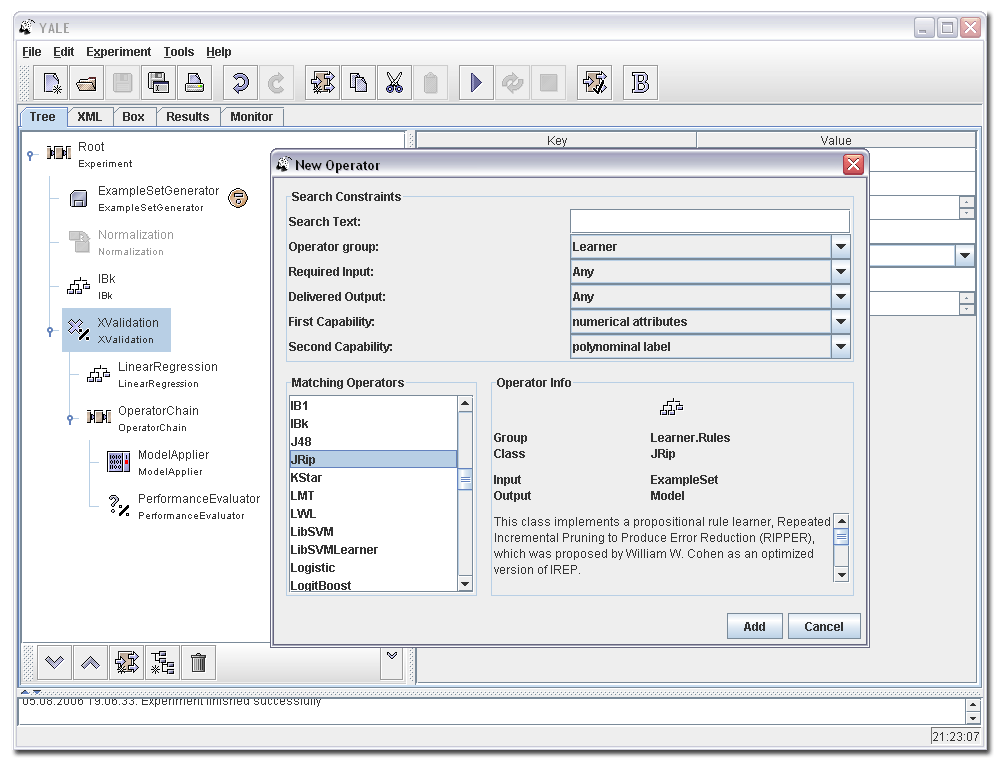 YALE
File Edit Experiment Tools Help
B
Tree XML Box Results Monitor
Root
Experiment
ExampleSetGenerator
ExampleSetGenerator
Normalization
Normalization
IBk
IBk
XValidation
XValidation
LinearRegression
LinearRegression
OperatorChain
OperatorChain
ModelApplier
ModelApplier
PerformanceEvaluator
PerformanceEvaluator
Key Value
New Operator
Search Constraints
Search Text:
Operator group: Learner
Required Input: Any
Delivered Output: Any
First Capability: numerical attributes
Second Capability: polynominal label
Matching Operators
IB1
IBk
J48
JRip
KStar
LMT
LWL
LibSVM
LibSVMLearner
Logistic
LogitBoost
Operator Info
Group Learner.Rules
Class JRip
Input ExampleSet
Output Model
This class implements a propositional rule learner, Repeated
Incremental Pruning to Produce Error Reduction (RIPPER),
which was proposed by William W. Cohen as an optimized
version of IREP.
Add Cancel
05.08.2006 19:06:33: Experiment finished successfully
21:23:07